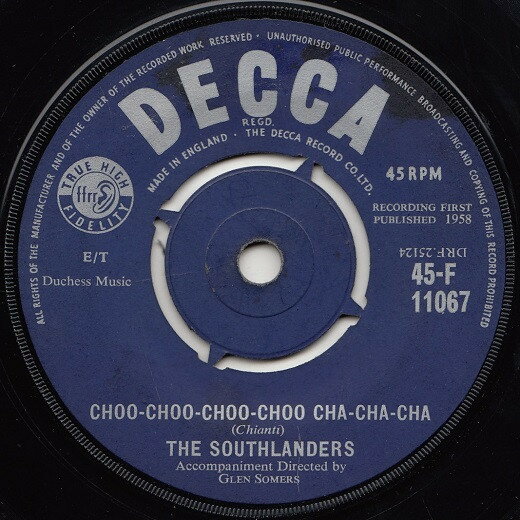 ALL RIGHTS OF THE MANUFACTURER AND OF THE OWNER OF THE RECORDED WORK RESERVED · UNAUTHORISED PUBLIC PERFORMANCE BROADCASTING AND COPYING OF THIS RECORD PROHIBITED
DECCA
REGD.
MADE IN ENGLAND · THE DECCA RECORD CO. LTD.
TRUE HIGH
ffrr
FIDELITY
45 RPM
RECORDING FIRST
PUBLISHED 1958
E/T
Duchess Music
DRF.25124
45-F
11067
CHOO-CHOO-CHOO-CHOO CHA-CHA-CHA
(Chianti)
THE SOUTHLANDERS
Accompaniment Directed by
GLEN SOMERS